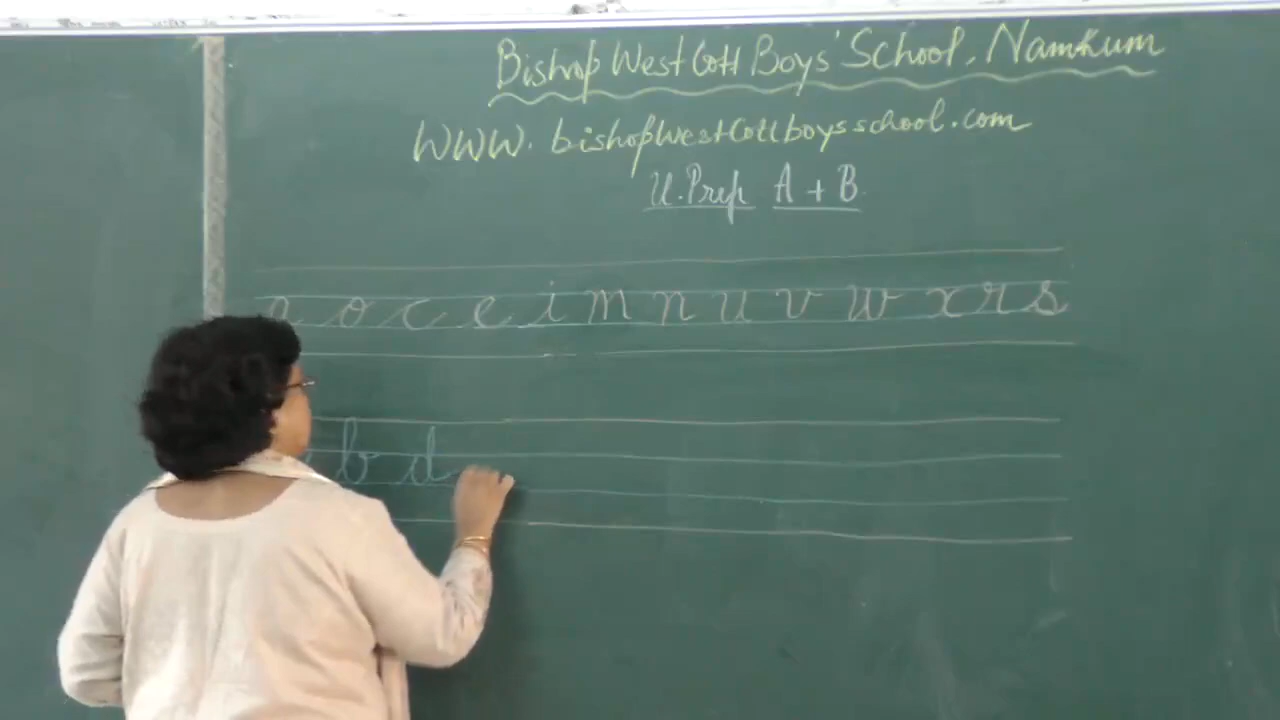 Bishop West Cott Boys' School, Namkum
WWW. bishopwestcottboysschool.com
U.Prep A + B
a o c e i m n u v w x r s
b d